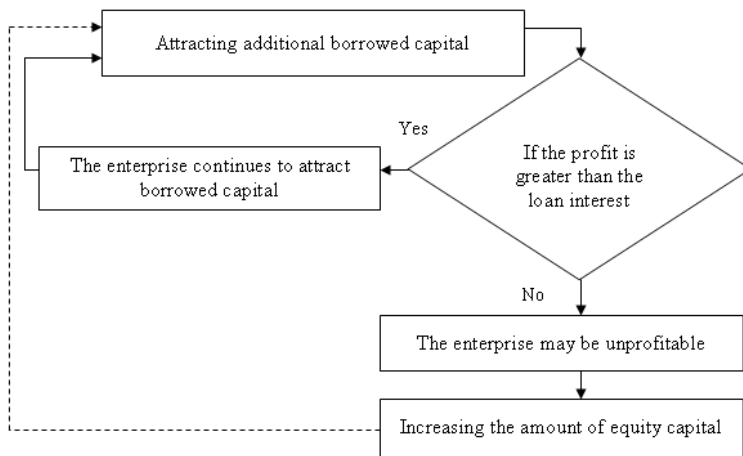 Attracting additional borrowed capital
Yes
If the profit is
greater than the
loan interest
The enterprise continues to attract
borrowed capital
No
The enterprise may be unprofitable
Increasing the amount of equity capital